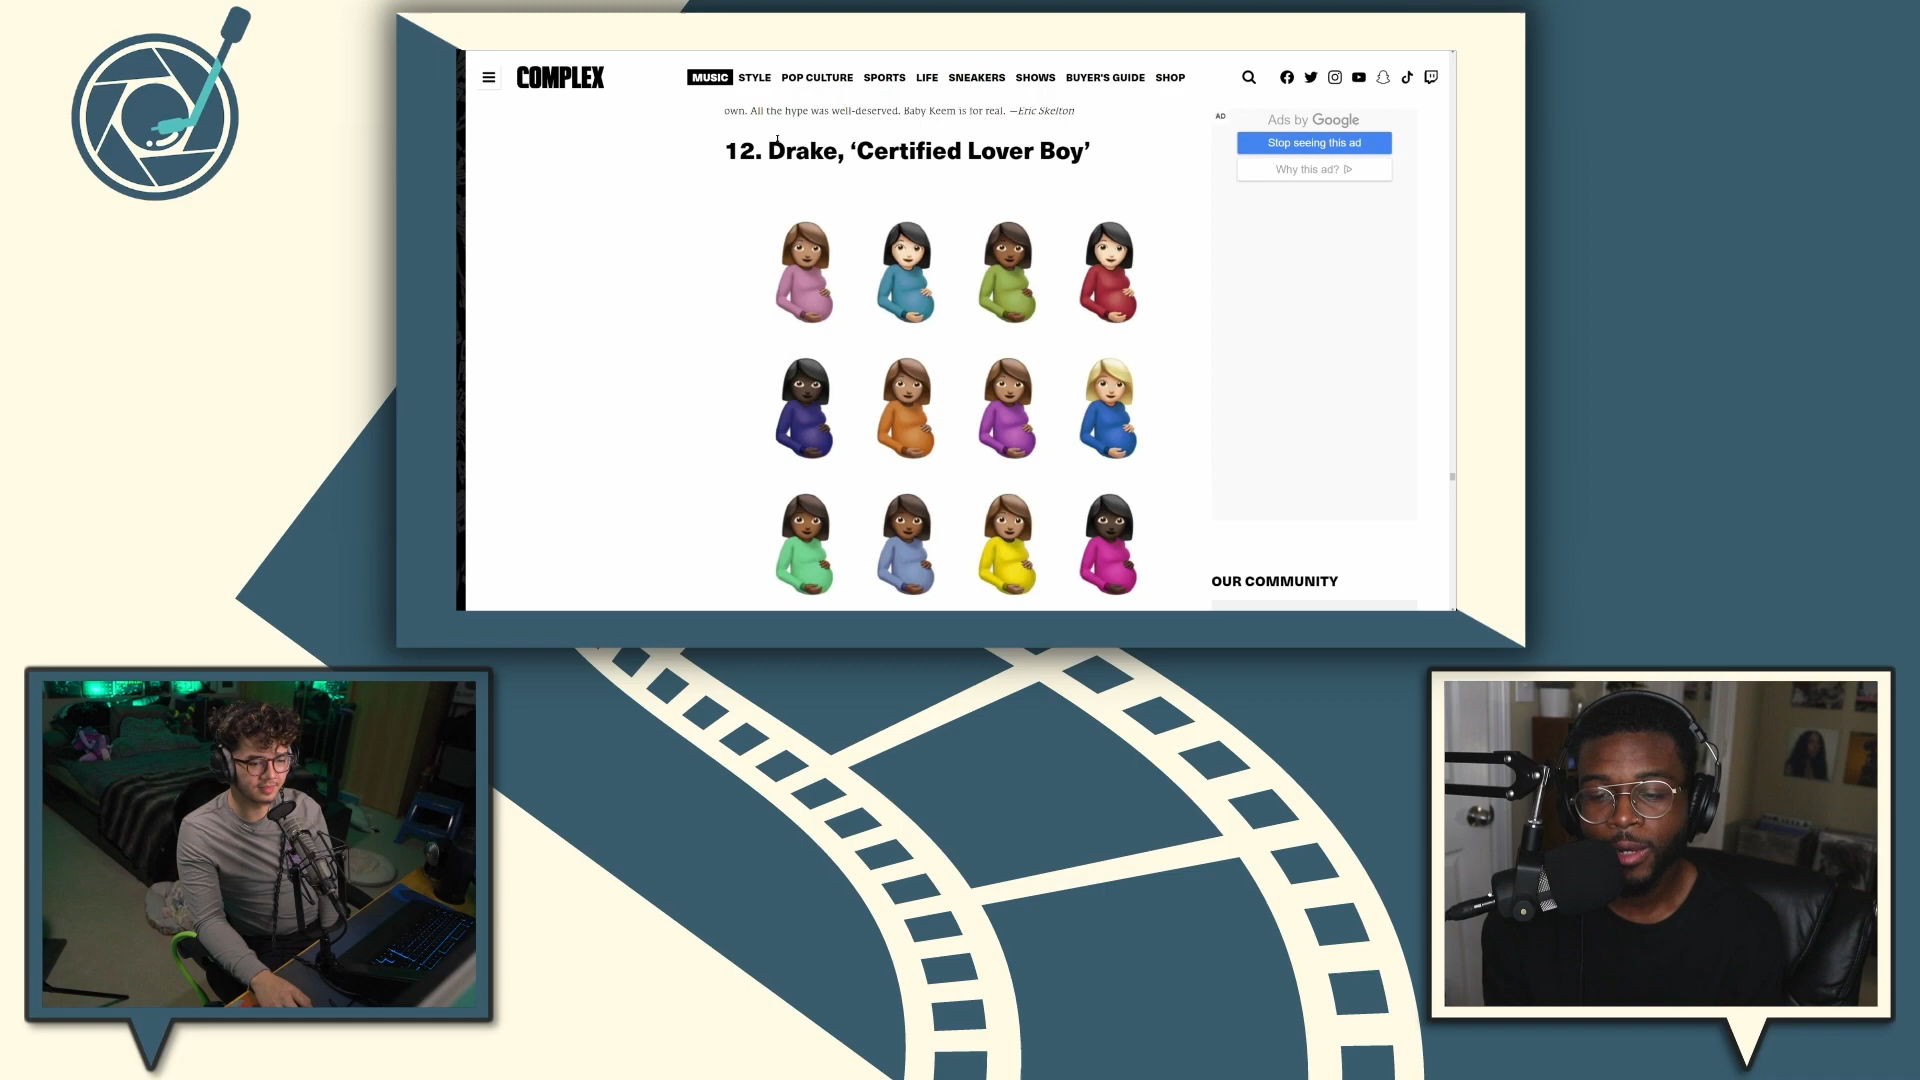 COMPLEX
MUSIC STYLE POP CULTURE SPORTS LIFE SNEAKERS SHOWS BUYER'S GUIDE SHOP
own. All the hype was well-deserved. Baby Keem is for real. —Eric Skelton
12. Drake, ‘Certified Lover Boy’
AD
Ads by Google
Stop seeing this ad
Why this ad?
OUR COMMUNITY